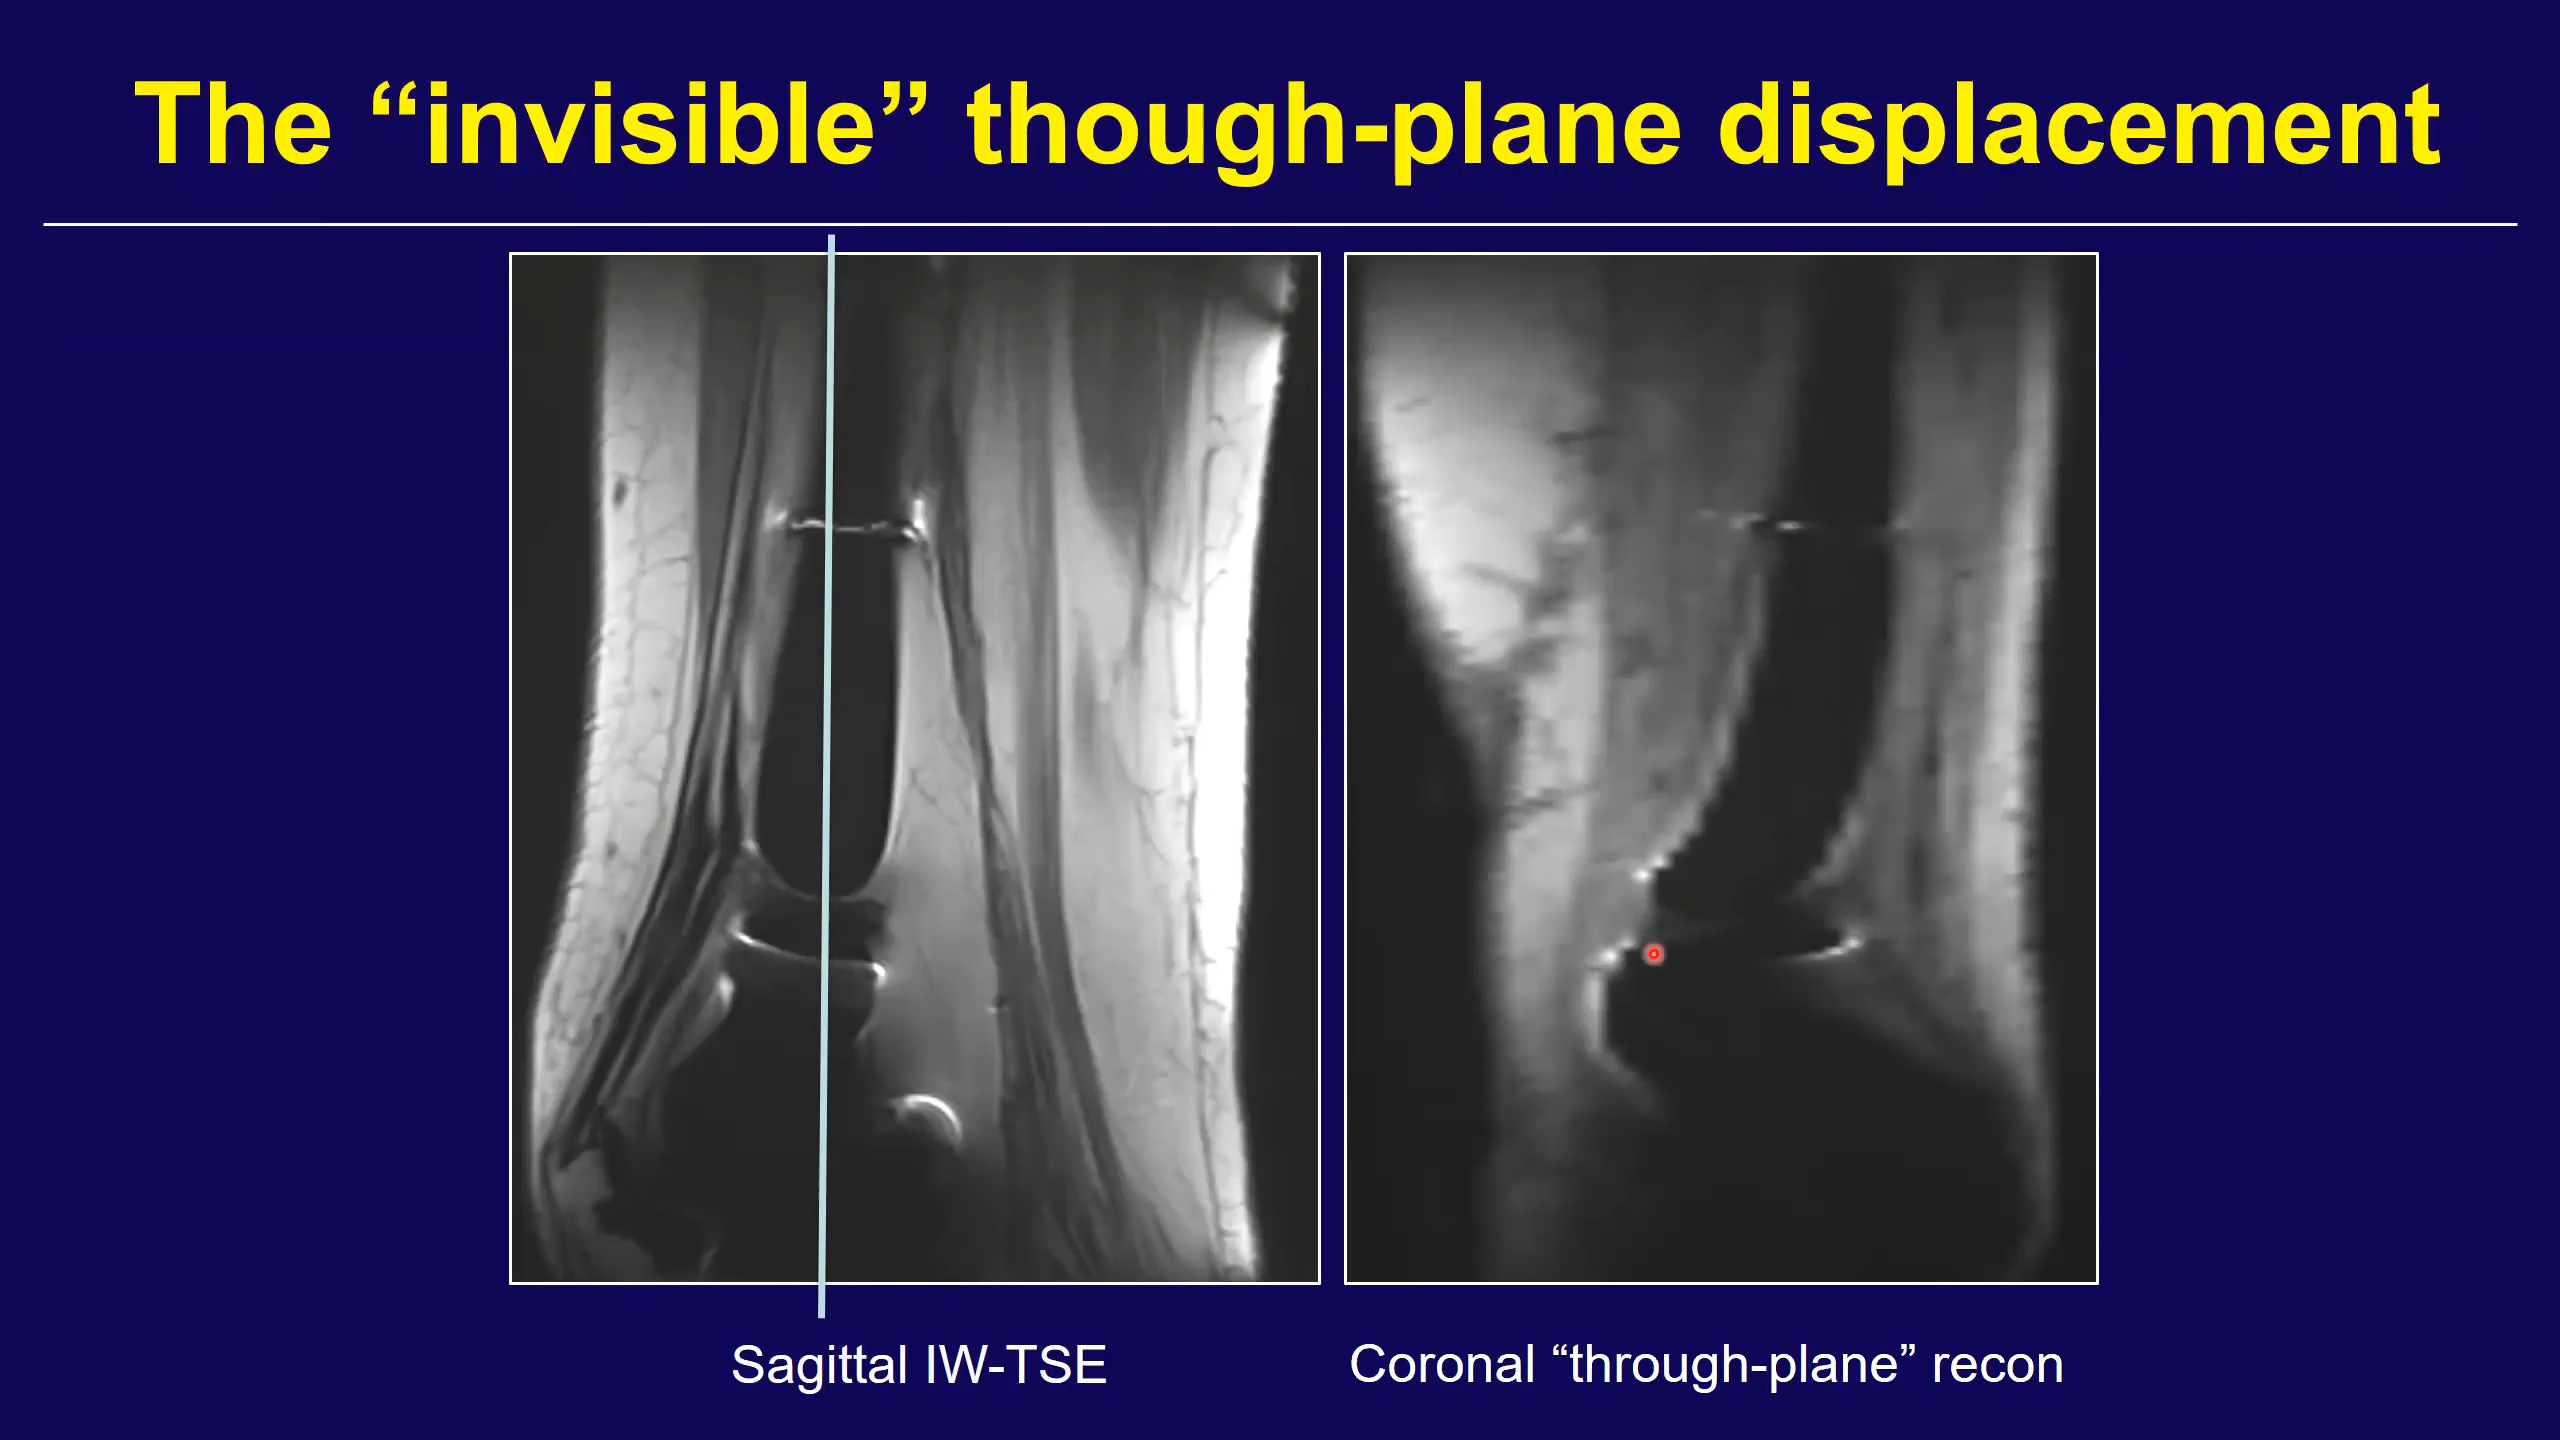 The “invisible” though-plane displacement
Sagittal IW-TSE
Coronal “through-plane” recon